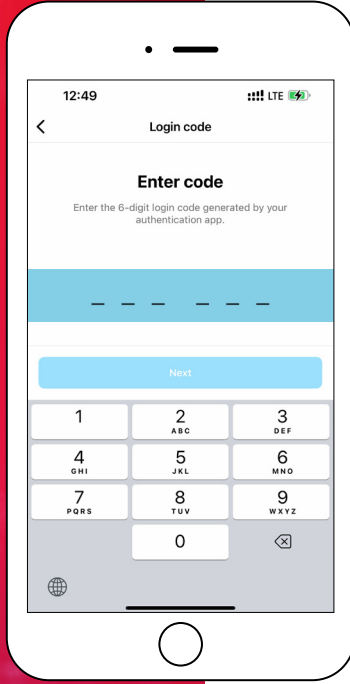 12:49 LTE
Login code
Enter code
Enter the 6-digit login code generated by your
authentication app.
Next
1 2 3
ABC DEF
4 5 6
GHI JKL MNO
7 8 9
PQRS TUV WXYZ
0